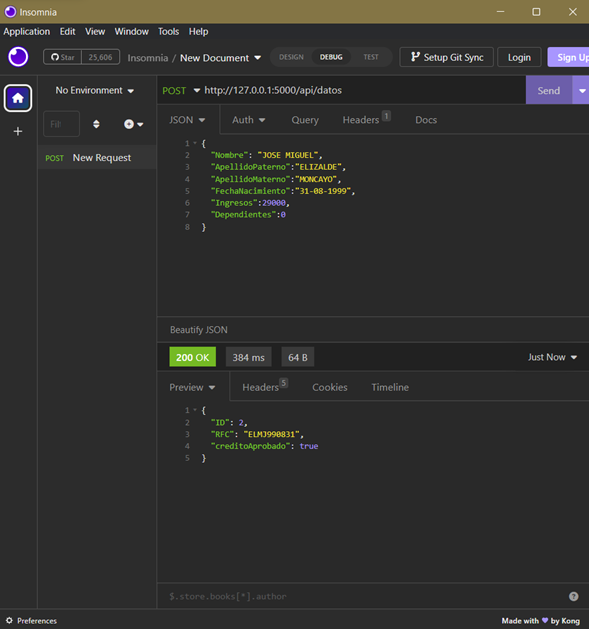 Insomnia
Application Edit View Window Tools Help
Star 25,606 Insomnia / New Document DESIGN DEBUG TEST Setup Git Sync Login Sign Up
No Environment
POST http://127.0.0.1:5000/api/datos Send
JSON Auth Query Headers 1 Docs
Fil
POST New Request
1 {
2 "Nombre": "JOSE MIGUEL",
3 "ApellidoPaterno":"ELIZALDE",
4 "ApellidoMaterno":"MONCAYO",
5 "FechaNacimiento":"31-08-1999",
6 "Ingresos":29000,
7 "Dependientes":0
8 }
Beautify JSON
200 OK 384 ms 64 B Just Now
Preview Headers 5 Cookies Timeline
1 {
2 "ID": 2,
3 "RFC": "ELMJ990831",
4 "creditoAprobado": true
5 }
$.store.books[*].author ?
Preferences Made with 💜 by Kong